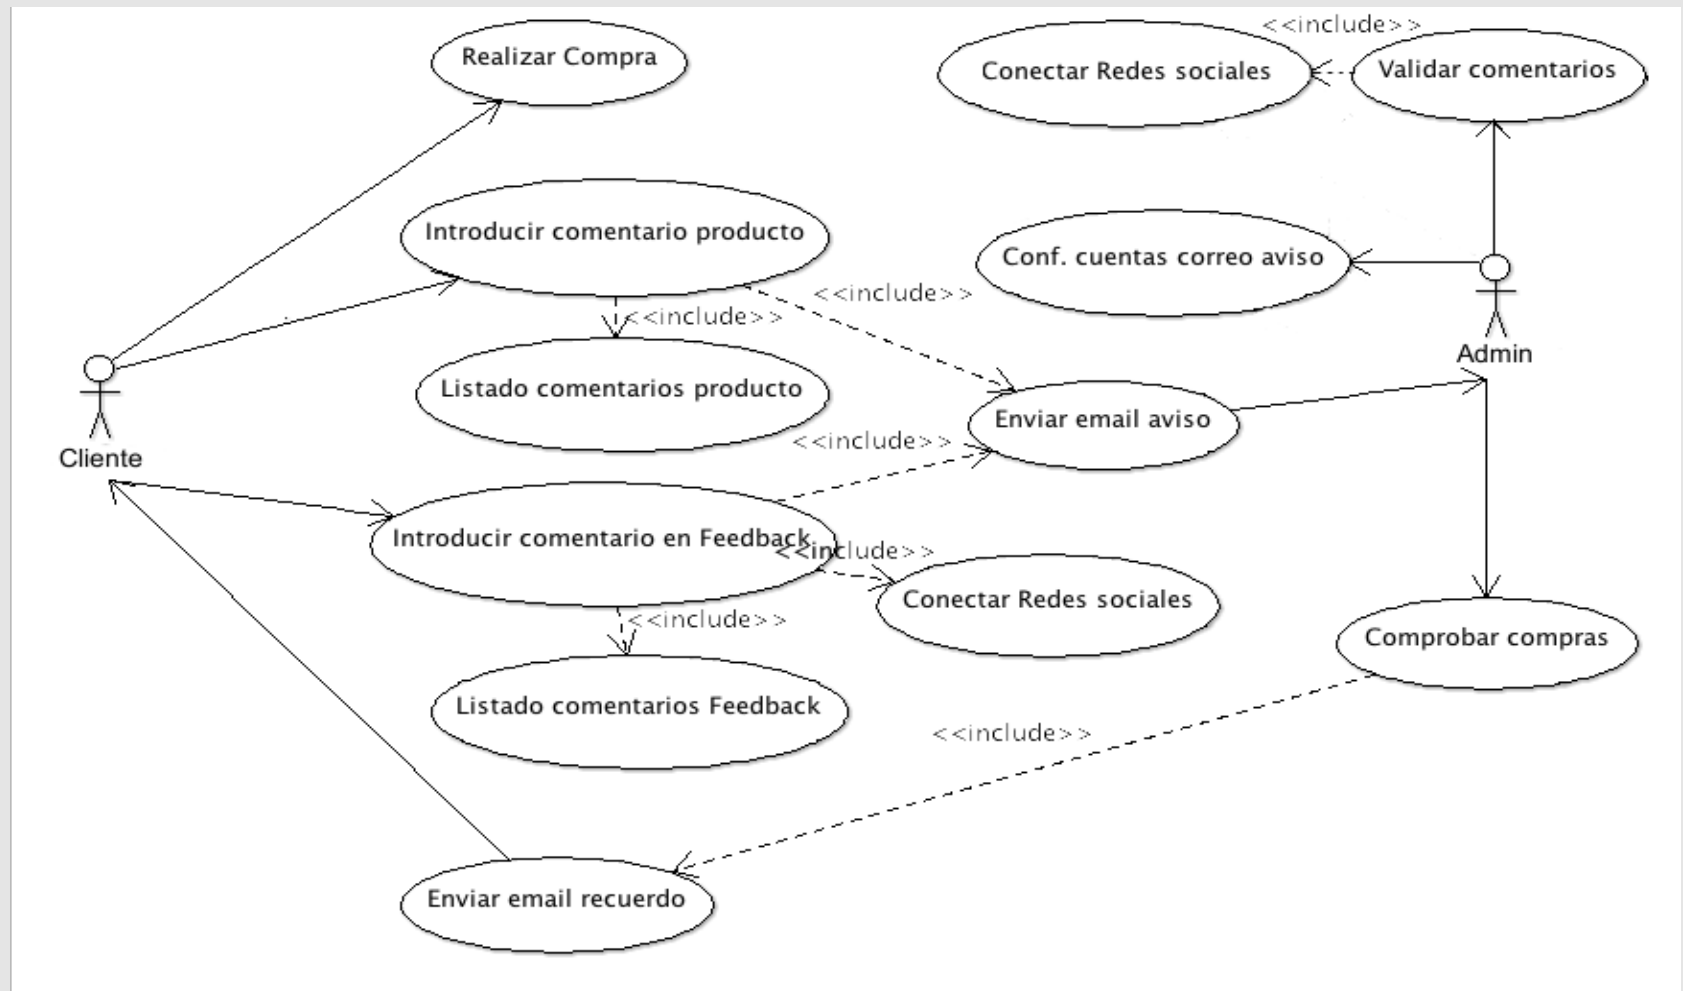 <<include>>
Realizar Compra
Conectar Redes sociales
Validar comentarios
Introducir comentario producto
Conf. cuentas correo aviso
<<include>>
<<include>>
Admin
Listado comentarios producto
Enviar email aviso
<<include>>
Cliente
Introducir comentario en Feedback
<<include>>
Conectar Redes sociales
<<include>>
Comprobar compras
Listado comentarios Feedback
<<include>>
Enviar email recuerdo